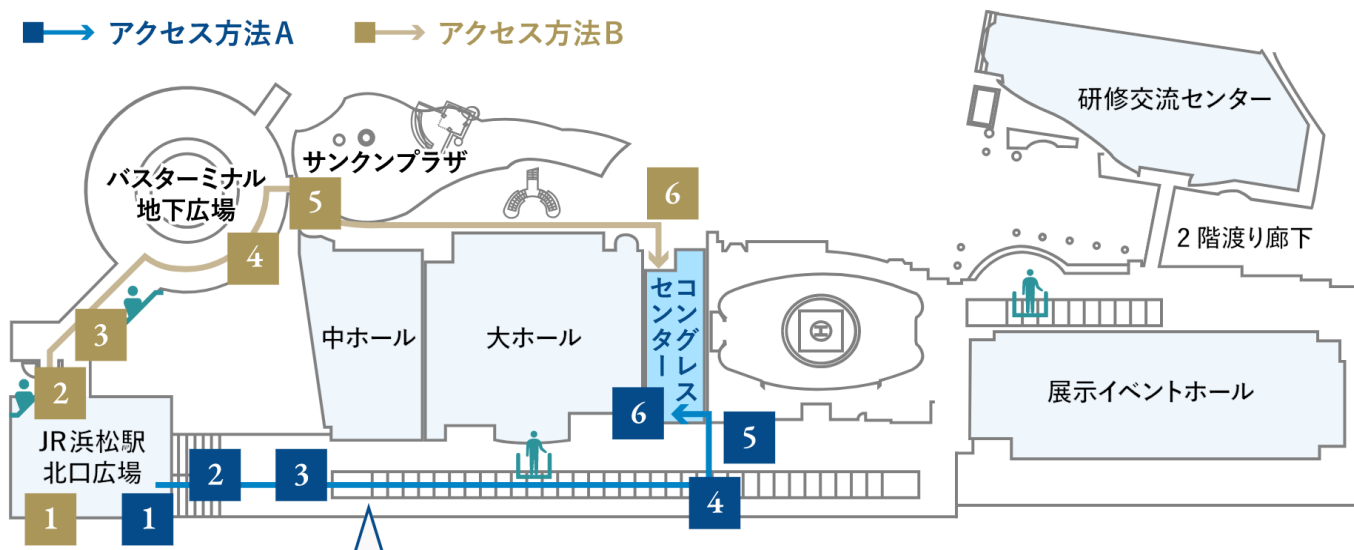 アクセス方法A
アクセス方法B
研修交流センター
サンクンプラザ
バスターミナル
地下広場
5
6
4
2階渡り廊下
3
中ホール
大ホール
コングレス
センター
2
展示イベントホール
6
5
JR浜松駅
北口広場
2
3
4
1
1
H